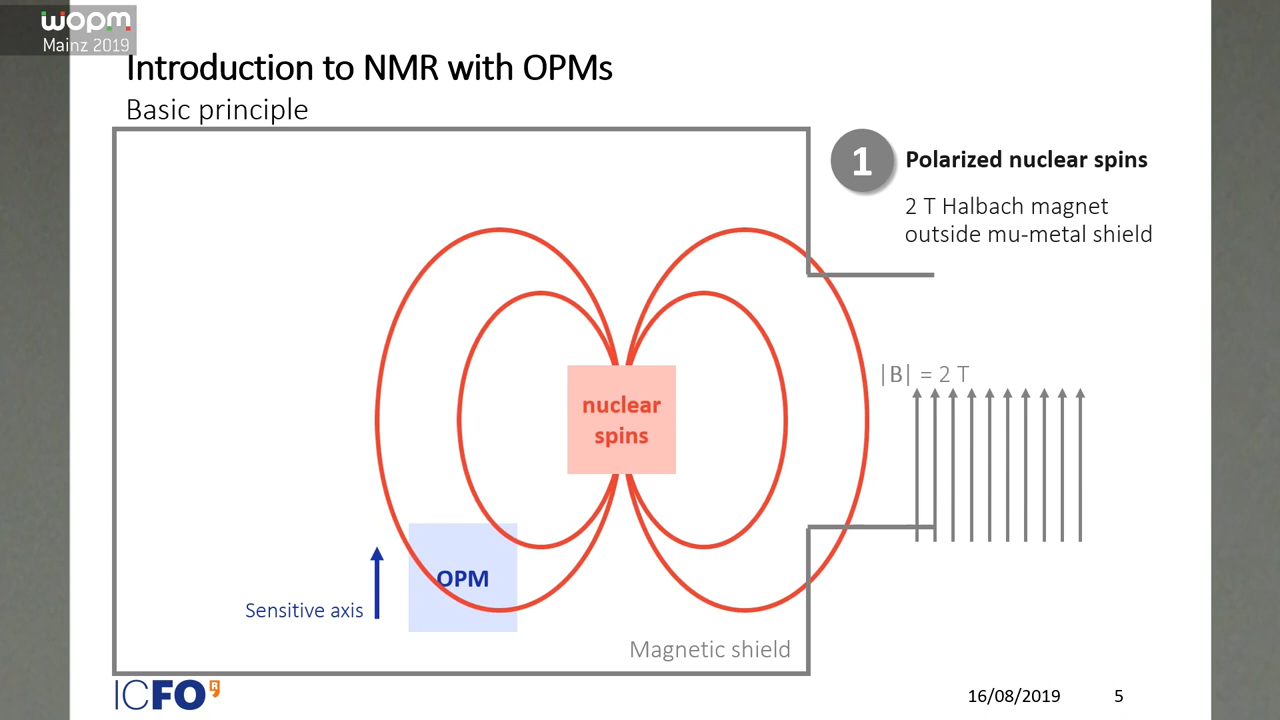 wopm
Mainz 2019
Introduction to NMR with OPMs
Basic principle
1
Polarized nuclear spins
2 T Halbach magnet
outside mu-metal shield
|B| = 2 T
nuclear
spins
OPM
Sensitive axis
Magnetic shield
ICFO R
16/08/2019
5